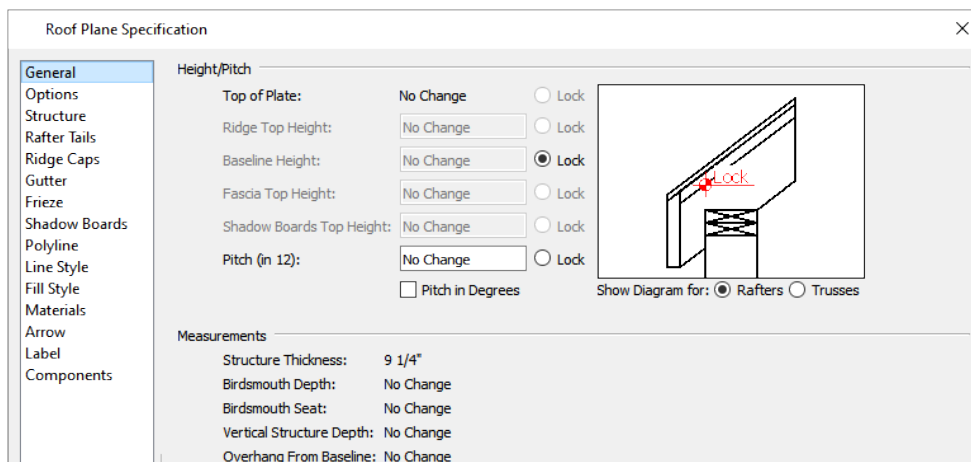 Roof Plane Specification
General
Options
Structure
Rafter Tails
Ridge Caps
Gutter
Frieze
Shadow Boards
Polyline
Line Style
Fill Style
Materials
Arrow
Label
Components
Height/Pitch
Top of Plate: No Change Lock
Ridge Top Height: No Change Lock
Baseline Height: No Change Lock
Fascia Top Height: No Change Lock
Shadow Boards Top Height: No Change Lock
Pitch (in 12): No Change Lock
Pitch in Degrees
Lock
Show Diagram for: Rafters Trusses
Measurements
Structure Thickness: 9 1/4"
Birdsmouth Depth: No Change
Birdsmouth Seat: No Change
Vertical Structure Depth: No Change
Overhang From Baseline: No Change